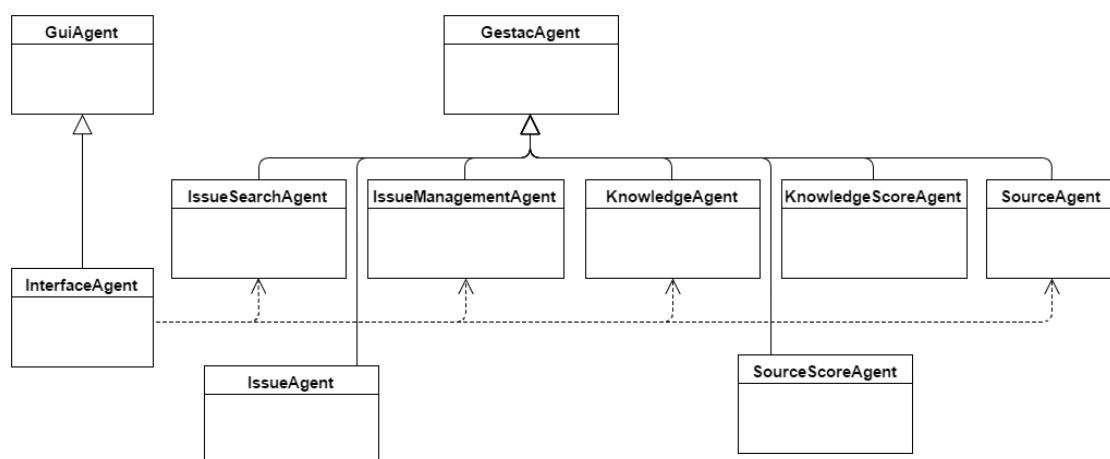 GuiAgent
GestacAgent
IssueSearchAgent
IssueManagementAgent
KnowledgeAgent
KnowledgeScoreAgent
SourceAgent
InterfaceAgent
IssueAgent
SourceScoreAgent